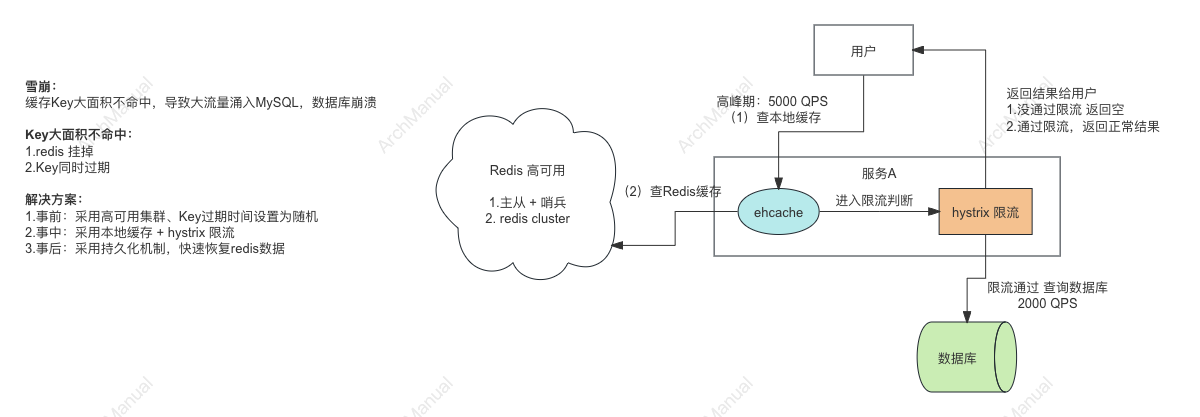 雪崩：
缓存Key大面积不命中，导致大流量涌入MySQL，数据库崩溃
Key大面积不命中：
1.redis 挂掉
2.Key同时过期
解决方案：
1.事前：采用高可用集群、Key过期时间设置为随机
2.事中：采用本地缓存 + hystrix 限流
3.事后：采用持久化机制，快速恢复redis数据
Redis 高可用
1.主从 + 哨兵
2. redis cluster
用户
高峰期：5000 QPS
（1）查本地缓存
返回结果给用户
1.没通过限流 返回空
2.通过限流，返回正常结果
服务A
（2）查Redis缓存
ehcache
进入限流判断
hystrix 限流
限流通过 查询数据库
2000 QPS
数据库
ArchManual
ArchManual
ArchManual
ArchManual
ArchManual
ArchManual
ArchManual
ArchManual